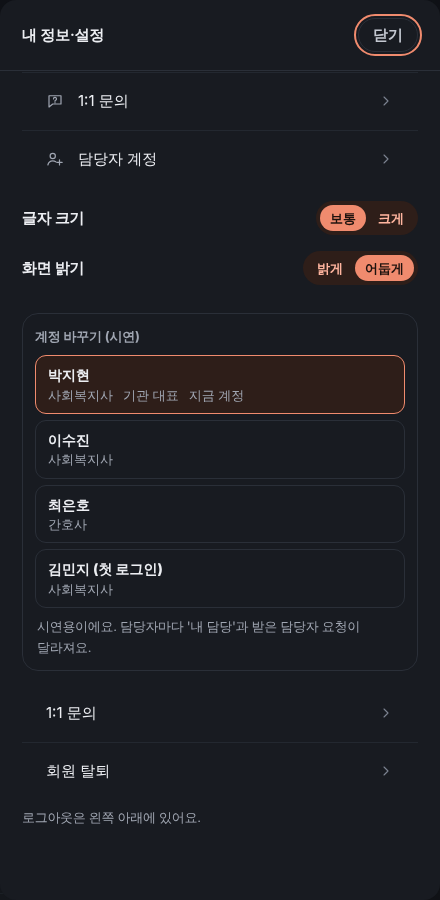 내 정보·설정
닫기
1:1 문의
담당자 계정
글자 크기
보통 크게
화면 밝기
밝게 어둡게
계정 바꾸기 (시연)
박지현
사회복지사 기관 대표 지금 계정
이수진
사회복지사
최은호
간호사
김민지 (첫 로그인)
사회복지사
시연용이에요. 담당자마다 '내 담당'과 받은 담당자 요청이
달라져요.
1:1 문의
회원 탈퇴
로그아웃은 왼쪽 아래에 있어요.